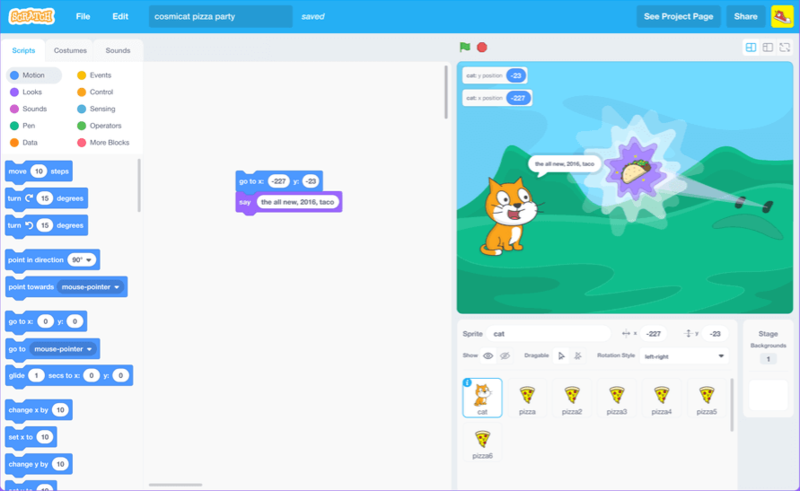 SCRATCH File Edit cosmicat pizza party saved See Project Page Share
Scripts Costumes Sounds
Motion Events
Looks Control
Sounds Sensing
Pen Operators
Data More Blocks
move 10 steps
turn 15 degrees
turn 15 degrees
point in direction 90°
point towards mouse-pointer
go to x: 0 y: 0
go to mouse-pointer
glide 1 secs to x: 0 y: 0
change x by 10
set x to 10
change y by 10
go to x: -227 y: -23
say the all new, 2016, taco
cat: y position -23
cat: x position -227
the all new, 2016, taco
Sprite cat x -227 y -23
Show Dragable Rotation Style left-right
cat pizza pizza2 pizza3 pizza4 pizza5
pizza6
Stage
Backgrounds
1